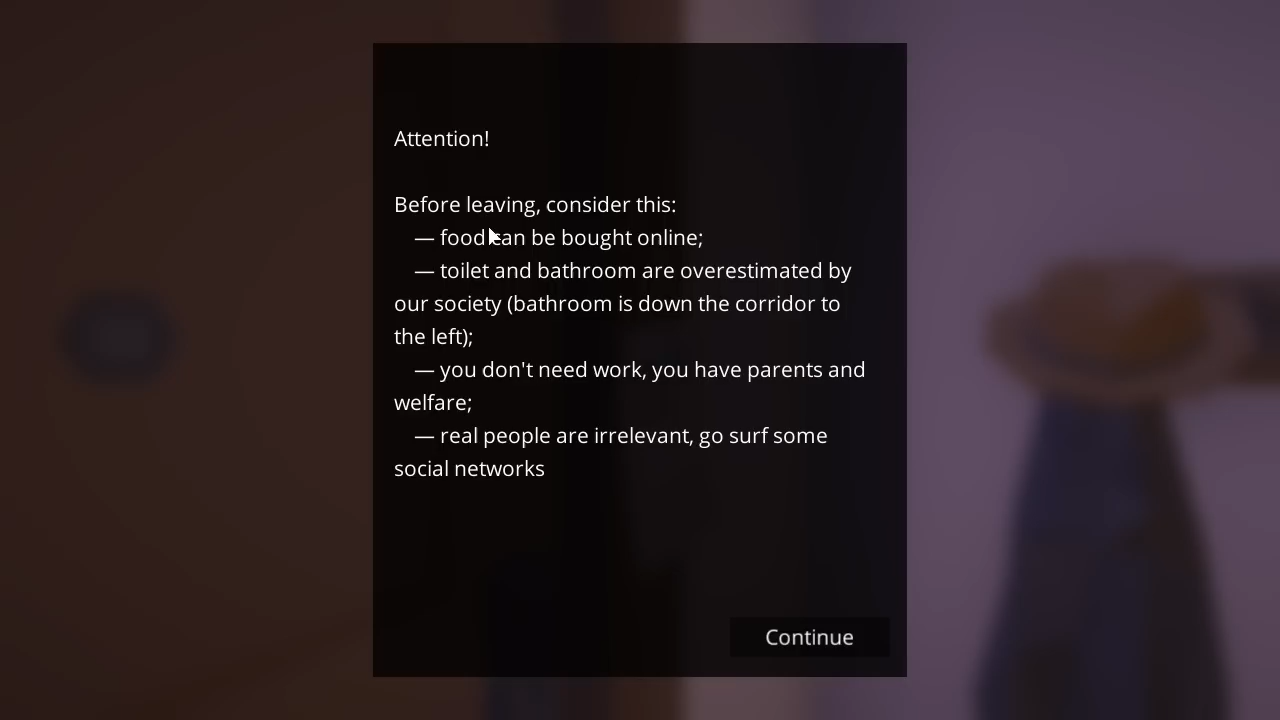 Attention!
Before leaving, consider this:
— food can be bought online;
— toilet and bathroom are overestimated by
our society (bathroom is down the corridor to
the left);
— you don't need work, you have parents and
welfare;
— real people are irrelevant, go surf some
social networks
Continue